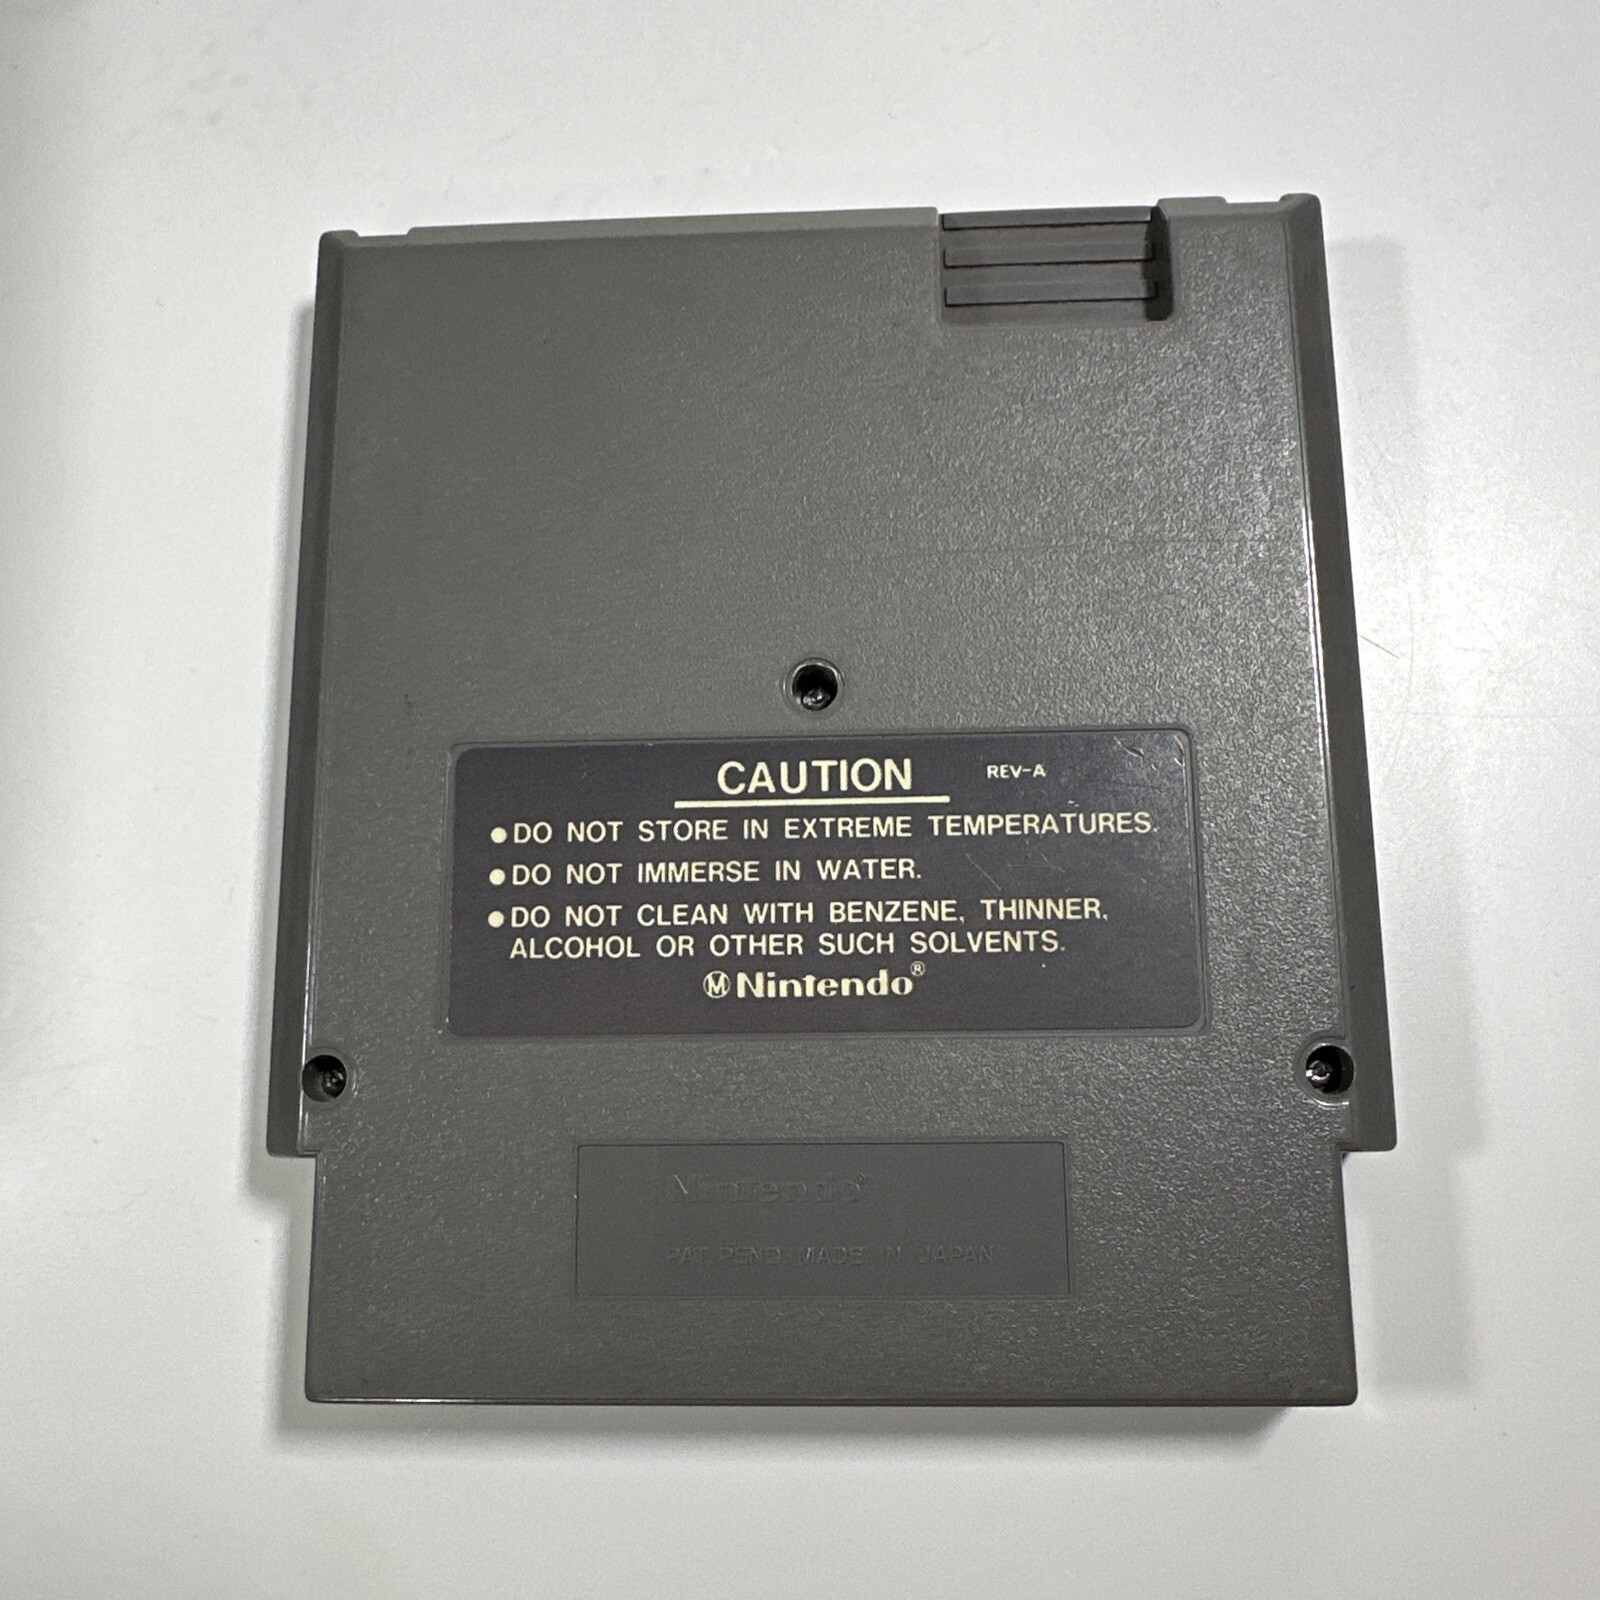 CAUTION REV-A
●DO NOT STORE IN EXTREME TEMPERATURES.
●DO NOT IMMERSE IN WATER.
●DO NOT CLEAN WITH BENZENE, THINNER,
ALCOHOL OR OTHER SUCH SOLVENTS.
Ⓜ Nintendo®
Nintendo®
PAT. PEND. MADE IN JAPAN